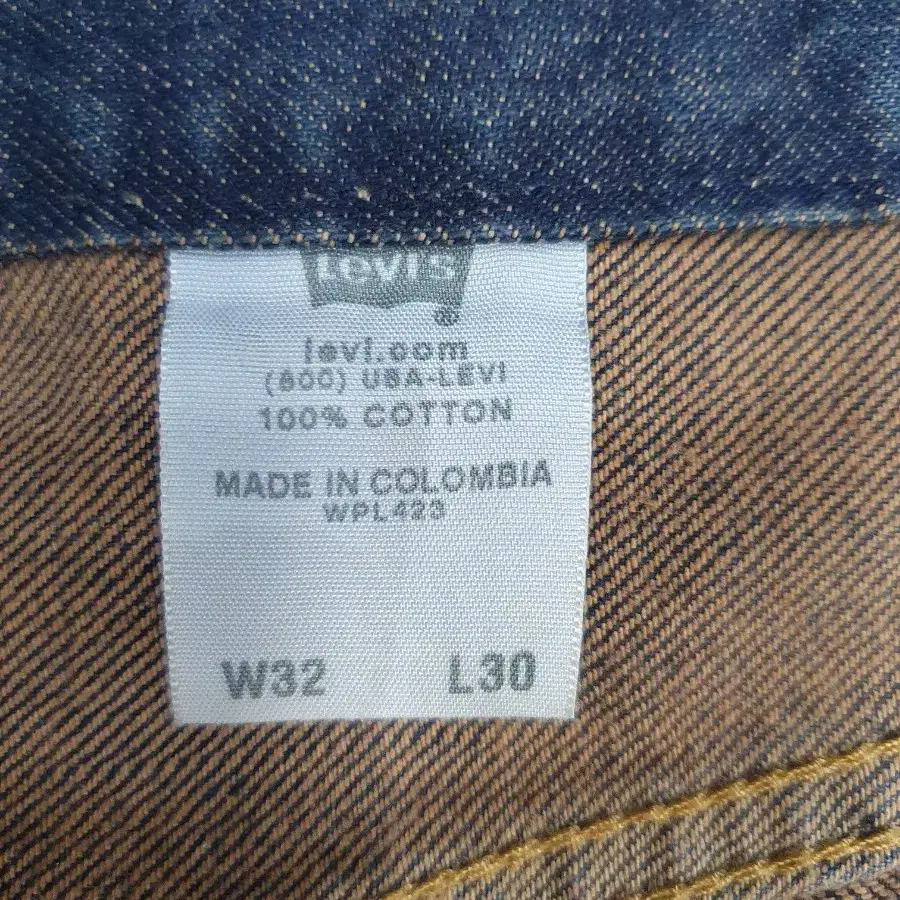 Levi's
®
levi.com
(800) USA-LEVI
100% COTTON
MADE IN COLOMBIA
WPL423
W32 L30